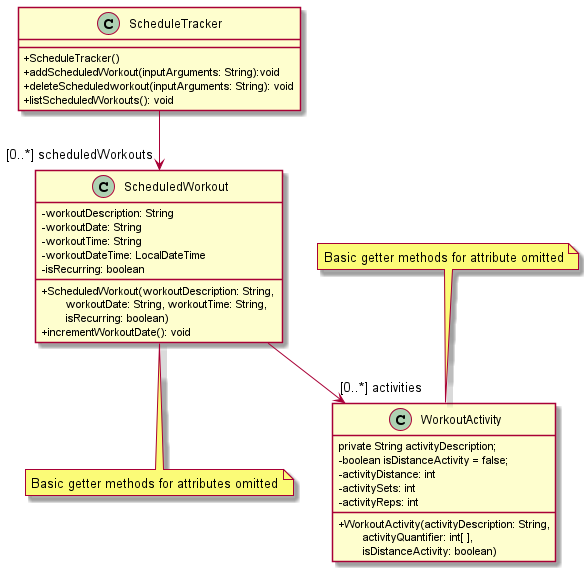 C ScheduleTracker
+ScheduleTracker()
+addScheduledWorkout(inputArguments: String):void
+deleteScheduledworkout(inputArguments: String): void
+listScheduledWorkouts(): void
[0..*] scheduledWorkouts
C ScheduledWorkout
-workoutDescription: String
-workoutDate: String
-workoutTime: String
-workoutDateTime: LocalDateTime
-isRecurring: boolean
+ScheduledWorkout(workoutDescription: String,
workoutDate: String, workoutTime: String,
isRecurring: boolean)
+incrementWorkoutDate(): void
Basic getter methods for attribute omitted
[0..*] activities
C WorkoutActivity
private String activityDescription;
-boolean isDistanceActivity = false;
-activityDistance: int
-activitySets: int
-activityReps: int
+WorkoutActivity(activityDescription: String,
activityQuantifier: int[ ],
isDistanceActivity: boolean)
Basic getter methods for attributes omitted